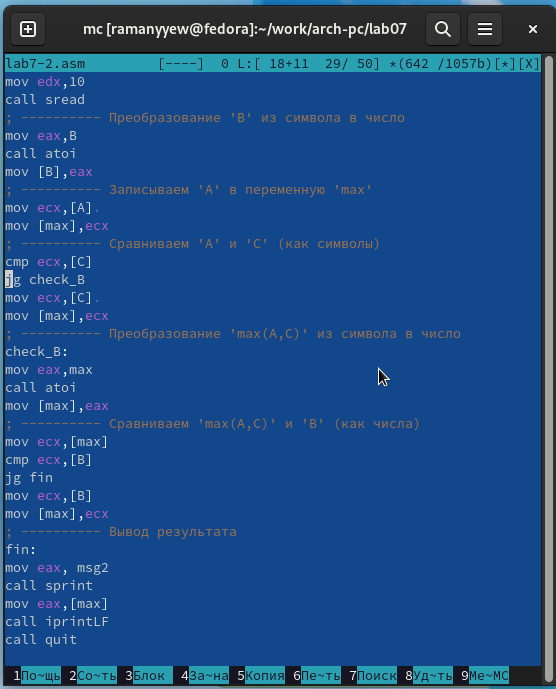 mc [ramanyyew@fedora]:~/work/arch-pc/lab07
lab7-2.asm [----] 0 L:[ 18+11 29/ 50] *(642 /1057b)[*][X]
mov edx,10
call sread
; ---------- Преобразование 'B' из символа в число
mov eax,B
call atoi
mov [B],eax
; ---------- Записываем 'A' в переменную 'max'
mov ecx,[A].
mov [max],ecx
; ---------- Сравниваем 'A' и 'С' (как символы)
cmp ecx,[C]
jg check_B
mov ecx,[C].
mov [max],ecx
; ---------- Преобразование 'max(A,C)' из символа в число
check_B:
mov eax,max
call atoi
mov [max],eax
; ---------- Сравниваем 'max(A,C)' и 'B' (как числа)
mov ecx,[max]
cmp ecx,[B]
jg fin
mov ecx,[B]
mov [max],ecx
; ---------- Вывод результата
fin:
mov eax, msg2
call sprint
mov eax,[max]
call iprintLF
call quit
1По~щь 2Со~ть 3Блок 4За~на 5Копия 6Пе~ть 7Поиск 8Уд~ть 9Ме~МС